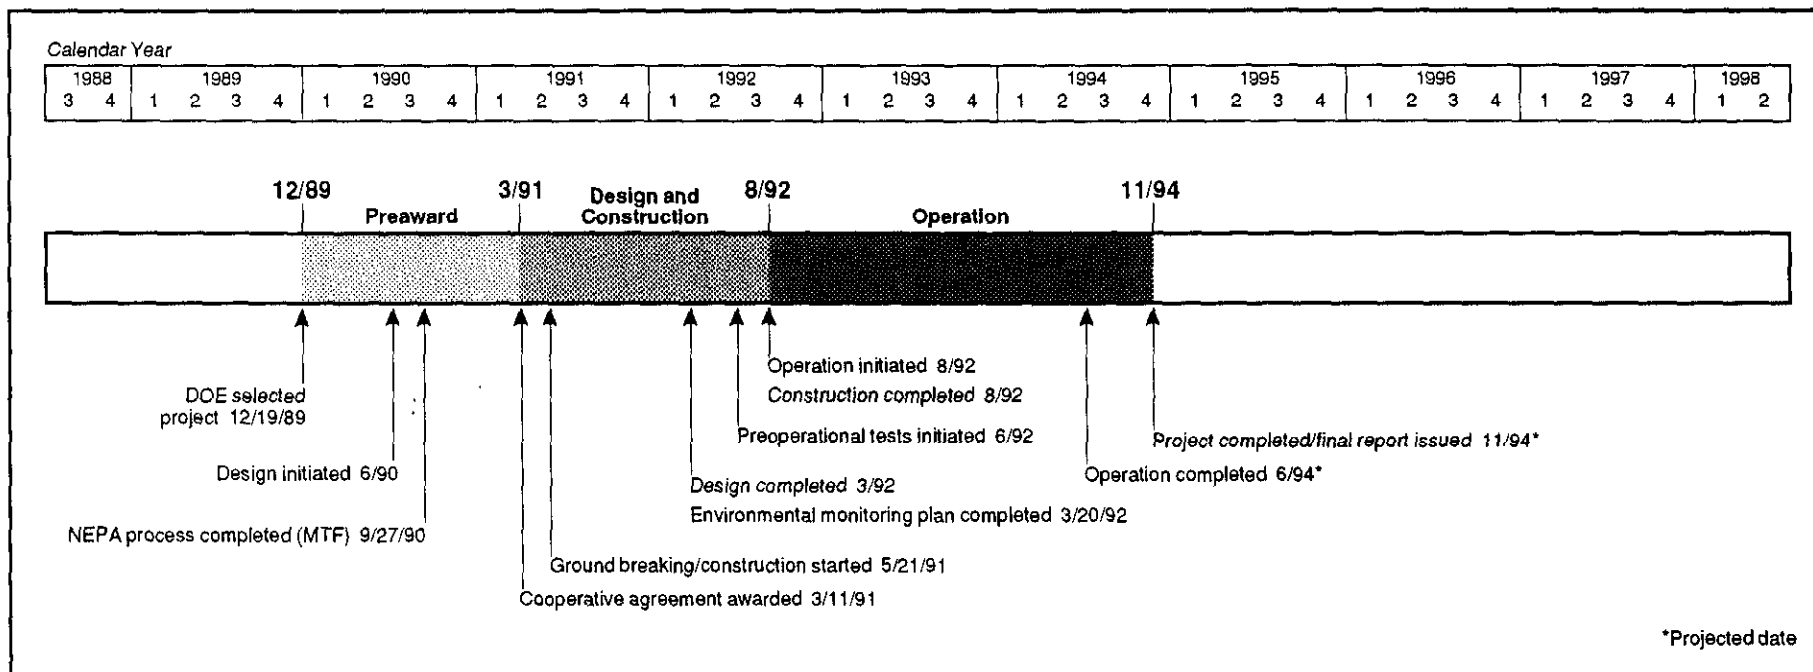 Calendar Year
1988 1989 1990 1991 1992 1993 1994 1995 1996 1997 1998
3 4 1 2 3 4 1 2 3 4 1 2 3 4 1 2 3 4 1 2 3 4 1 2 3 4 1 2 3 4 1 2 3 4 1 2 3 4 1 2
12/89 3/91 8/92 11/94
Preaward
Design and
Construction
Operation
DOE selected
project 12/19/89
Design initiated 6/90
NEPA process completed (MTF) 9/27/90
Operation initiated 8/92
Construction completed 8/92
Preoperational tests initiated 6/92
Design completed 3/92
Environmental monitoring plan completed 3/20/92
Ground breaking/construction started 5/21/91
Cooperative agreement awarded 3/11/91
Project completed/final report issued 11/94*
Operation completed 6/94*
*Projected date